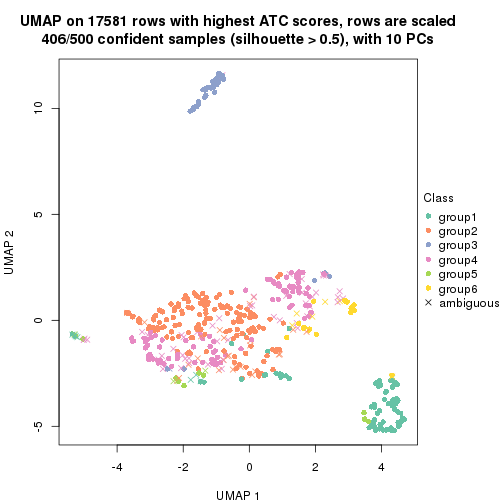 UMAP on 17581 rows with highest ATC scores, rows are scaled
406/500 confident samples (silhouette > 0.5), with 10 PCs
10
5
0
-5
UMAP 2
-4
-2
0
2
4
UMAP 1
Class
group1
group2
group3
group4
group5
group6
ambiguous